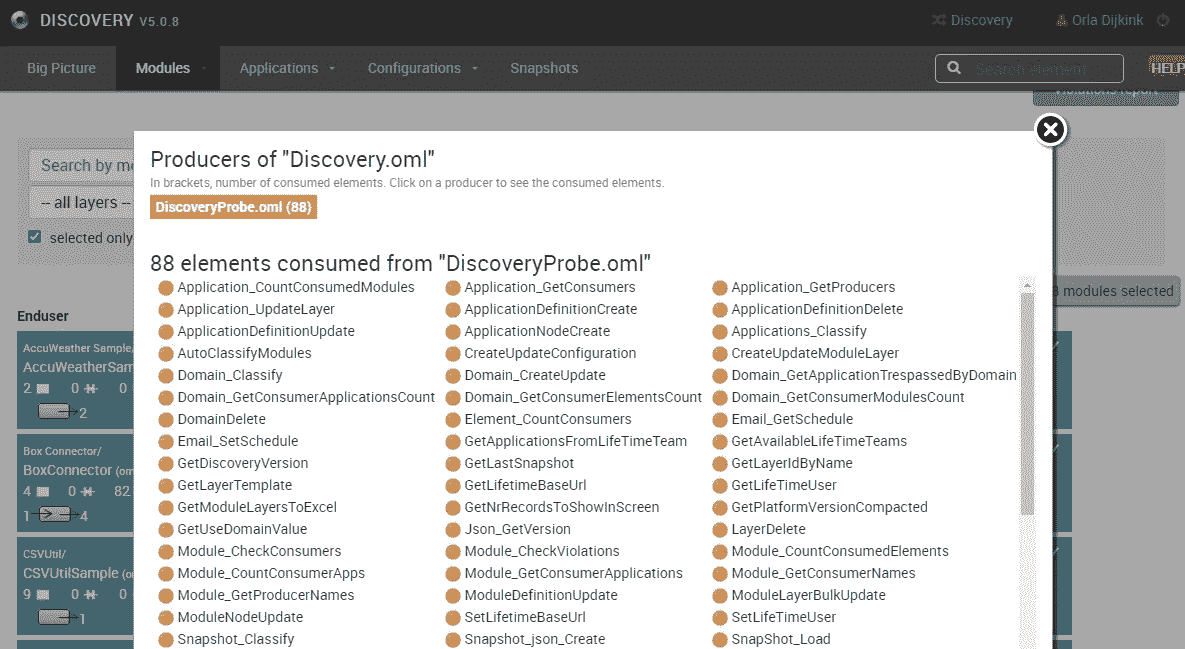 DISCOVERY V5.0.8
Discovery
Orla Dijkink
Big Picture
Modules
Applications
Configurations
Snapshots
Search element
HELP
Violations report
Search by
-- all layers --
selected only
modules selected
Producers of "Discovery.oml"
In brackets, number of consumed elements. Click on a producer to see the consumed elements.
DiscoveryProbe.oml (88)
88 elements consumed from "DiscoveryProbe.oml"
Application_CountConsumedModules Application_GetConsumers Application_GetProducers
Application_UpdateLayer ApplicationDefinitionCreate ApplicationDefinitionDelete
ApplicationDefinitionUpdate ApplicationNodeCreate Applications_Classify
AutoClassifyModules CreateUpdateConfiguration CreateUpdateModuleLayer
Domain_Classify Domain_CreateUpdate Domain_GetApplicationTrespassedByDomain
Domain_GetConsumerApplicationsCount Domain_GetConsumerElementsCount Domain_GetConsumerModulesCount
DomainDelete Element_CountConsumers Email_GetSchedule
Email_SetSchedule GetApplicationsFromLifeTimeTeam GetAvailableLifeTimeTeams
GetDiscoveryVersion GetLastSnapshot GetLayerIdByName
GetLayerTemplate GetLifetimeBaseUrl GetLifeTimeUser
GetModuleLayersToExcel GetNrRecordsToShowInScreen GetPlatformVersionCompacted
GetUseDomainValue Json_GetVersion LayerDelete
Module_CheckConsumers Module_CheckViolations Module_CountConsumedElements
Module_CountConsumerApps Module_GetConsumerApplications Module_GetConsumerNames
Module_GetProducerNames ModuleDefinitionUpdate ModuleLayerBulkUpdate
ModuleNodeUpdate SetLifetimeBaseUrl SetLifeTimeUser
Snapshot_Classify Snapshot_json_Create SnapShot_Load
Enduser
AccuWeather Sample/
AccuWeatherSam
2 0 0
2
Box Connector/
BoxConnector (om
4 0 82
1 4
CSVUtil/
CSVUtilSample (o
9 0 0
1